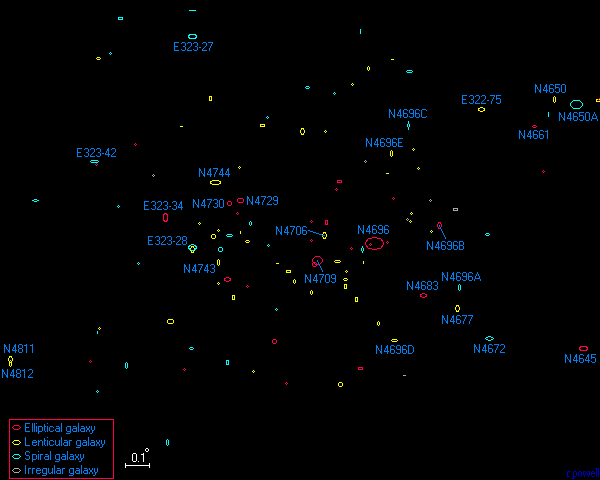 E323-27
N4650
E322-75
N4650A
N4696C
N4661
N4696E
E323-42
N4744
N4730
N4729
E323-34
N4706
N4696
E323-28
N4696B
N4743
N4709
N4683
N4696A
N4677
N4811
N4696D
N4672
N4645
N4812
Elliptical galaxy
Lenticular galaxy
Spiral galaxy
Irregular galaxy
0.1°
cpowell